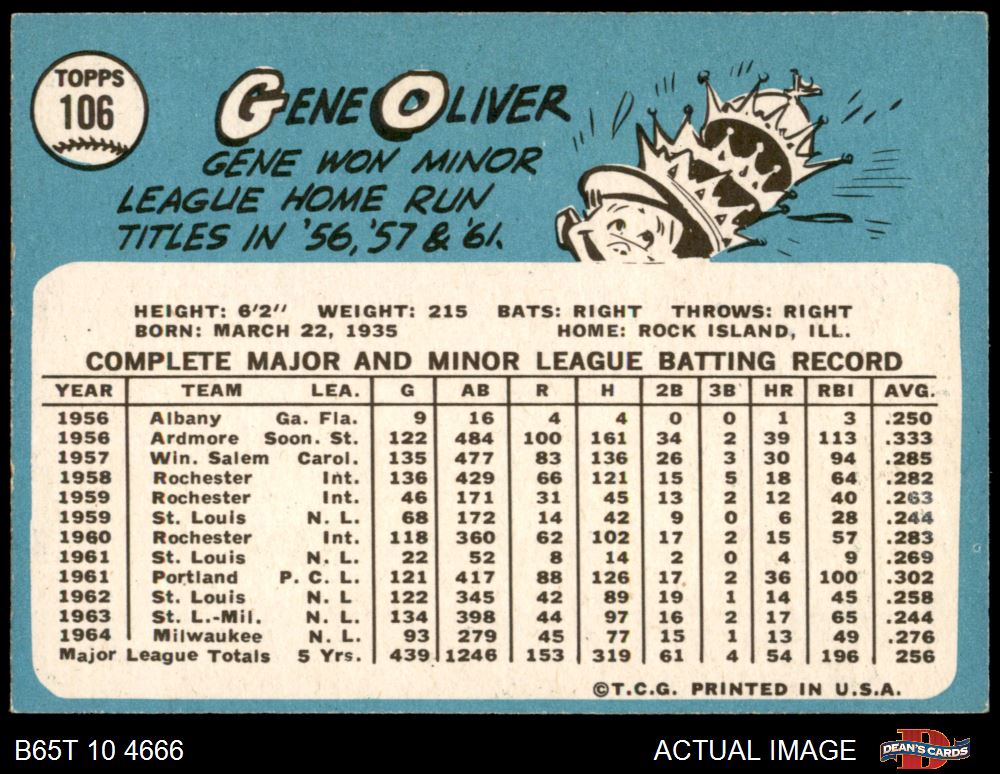 TOPPS
106
GENE OLIVER
GENE WON MINOR
LEAGUE HOME RUN
TITLES IN '56, '57 & '61.
HEIGHT: 6'2" WEIGHT: 215 BATS: RIGHT THROWS: RIGHT
BORN: MARCH 22, 1935 HOME: ROCK ISLAND, ILL.
COMPLETE MAJOR AND MINOR LEAGUE BATTING RECORD
YEAR TEAM LEA. G AB R H 2B 3B HR RBI AVG.
1956 Albany Ga. Fla. 9 16 4 4 0 0 1 3 .250
1956 Ardmore Soon. St. 122 484 100 161 34 2 39 113 .333
1957 Win. Salem Carol. 135 477 83 136 26 3 30 94 .285
1958 Rochester Int. 136 429 66 121 15 5 18 64 .282
1959 Rochester Int. 46 171 31 45 13 2 12 40 .263
1959 St. Louis N. L. 68 172 14 42 9 0 6 28 .244
1960 Rochester Int. 118 360 62 102 17 2 15 57 .283
1961 St. Louis N. L. 22 52 8 14 2 0 4 9 .269
1961 Portland P. C. L. 121 417 88 126 17 2 36 100 .302
1962 St. Louis N. L 122 345 42 89 19 1 14 45 .258
1963 St. L.-Mil. N. L. 134 398 44 97 16 2 17 65 .244
1964 Milwaukee N. L. 93 279 45 77 15 1 13 49 .276
Major League Totals 5 Yrs. 439 1246 153 319 61 4 54 196 256
©T.C.G. PRINTED IN U.S.A.
B65T 10 4666 ACTUAL IMAGE DEAN'S CARDS